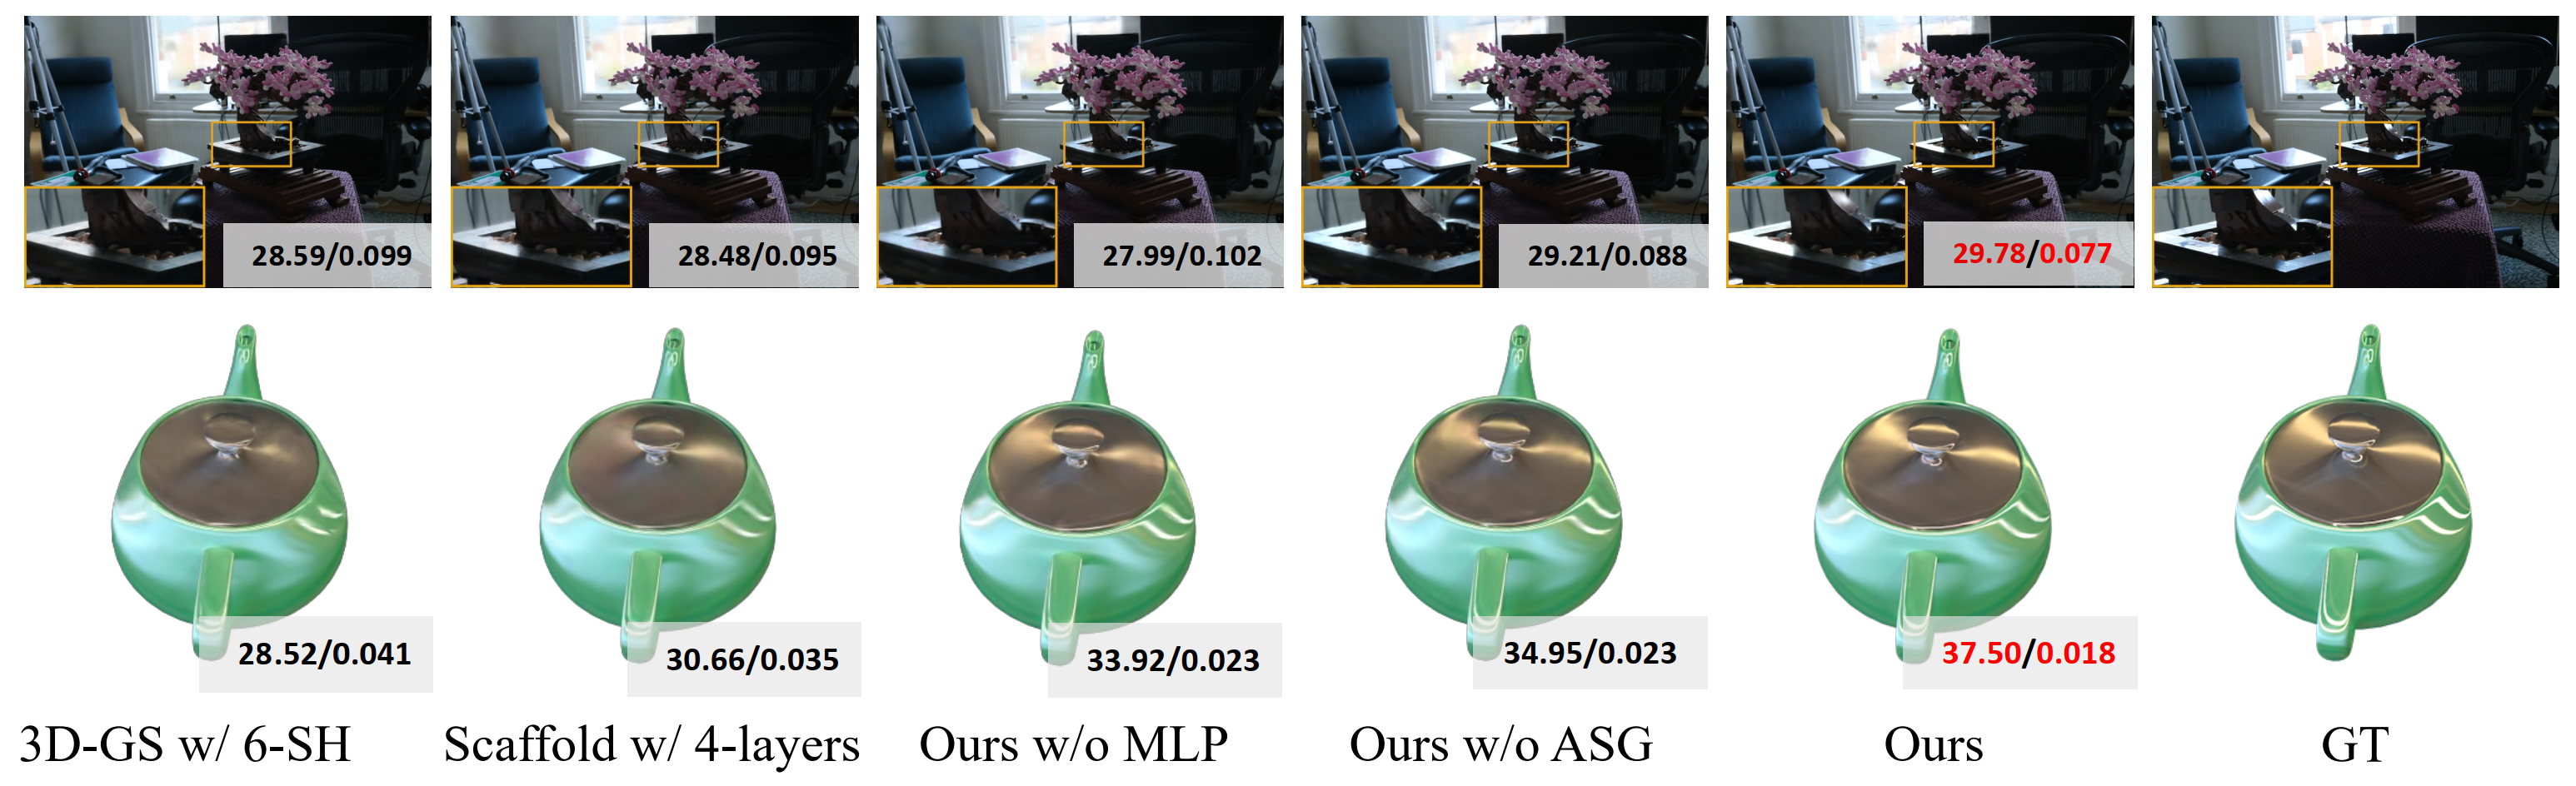 28.59/0.099
28.48/0.095
27.99/0.102
29.21/0.088
29.78/0.077
28.52/0.041
30.66/0.035
33.92/0.023
34.95/0.023
37.50/0.018
3D-GS w/ 6-SH
Scaffold w/ 4-layers
Ours w/o MLP
Ours w/o ASG
Ours
GT